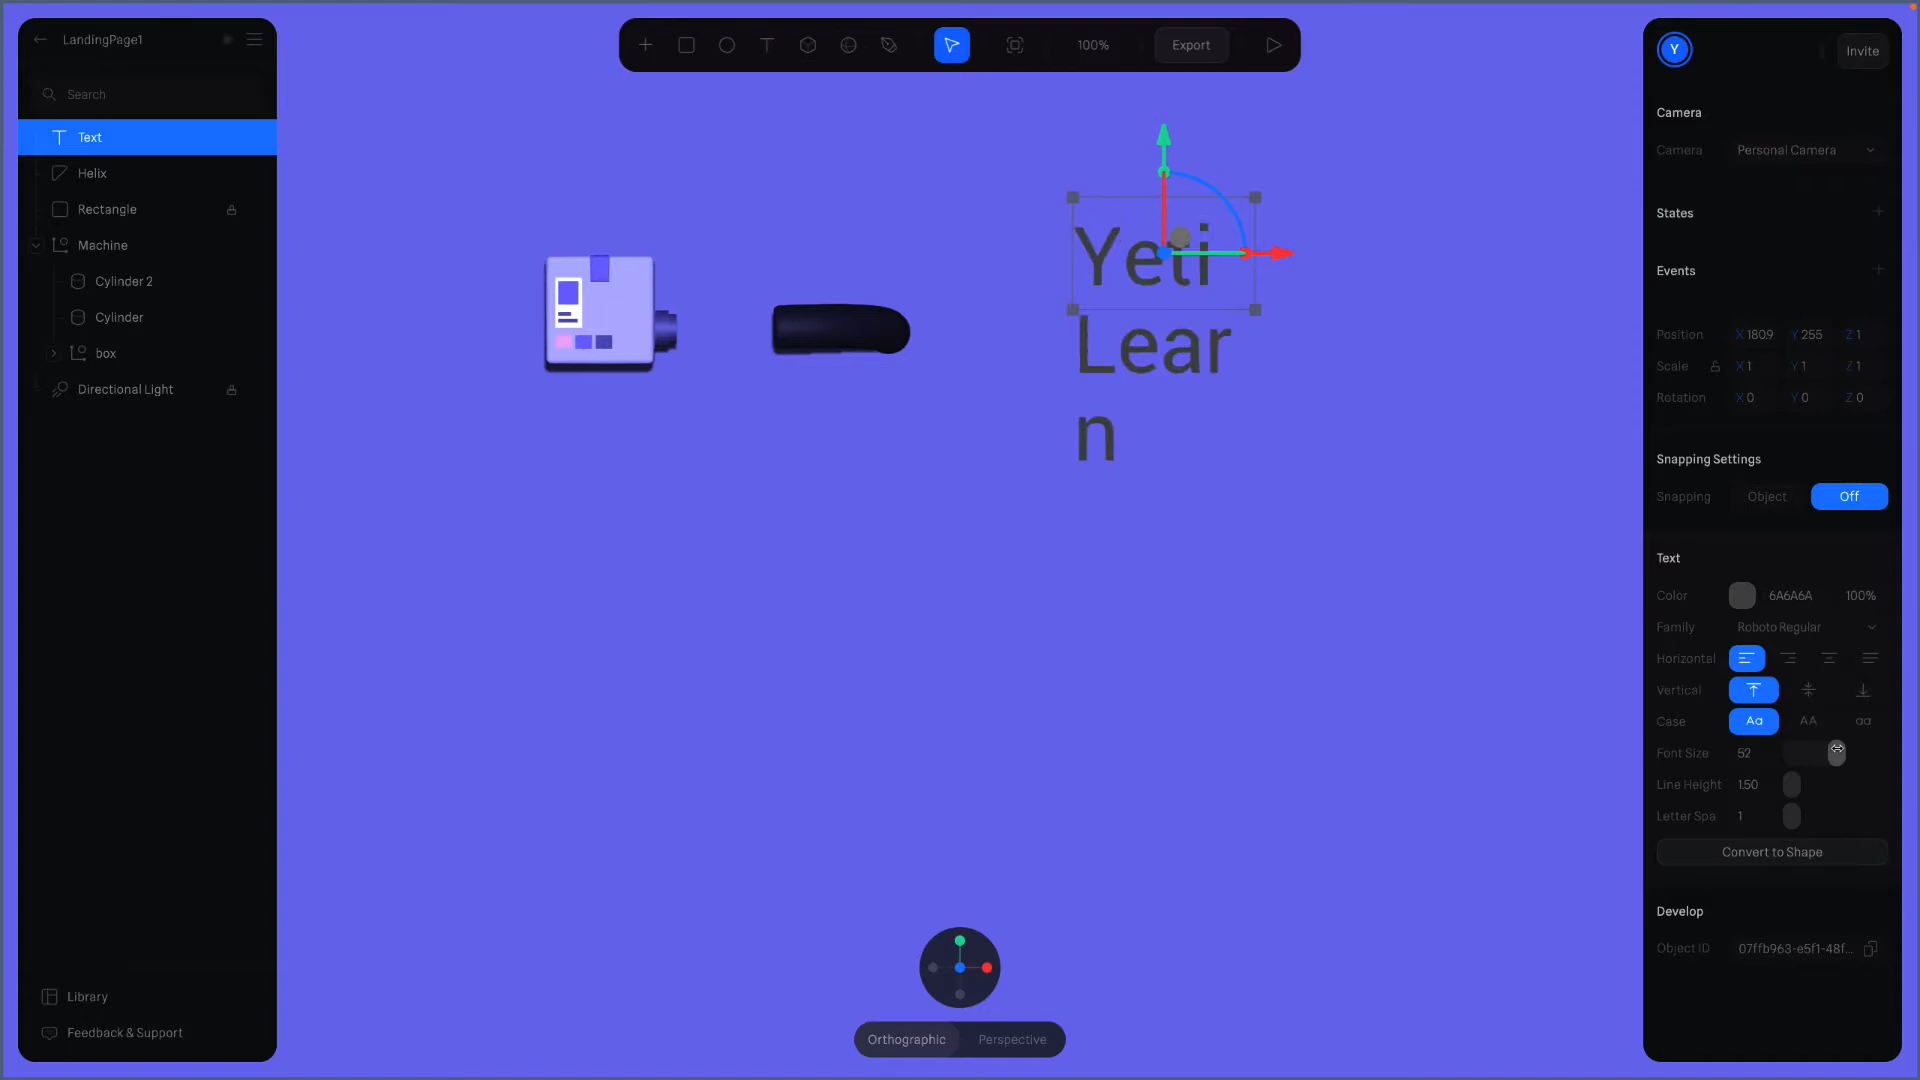 LandingPage1
Search
Text
Helix
Rectangle
Machine
Cylinder 2
Cylinder
box
Directional Light
Library
Feedback & Support
100%
Export
Yeti
Lear
n
Orthographic
Perspective
Y
Invite
Camera
Camera Personal Camera
States
Events
Position X 180.9 Y 255 Z 1
Scale X 1 Y 1 Z 1
Rotation X 0 Y 0 Z 0
Snapping Settings
Snapping Object Off
Text
Color 6A6A6A 100%
Family Roboto Regular
Horizontal
Vertical
Case Aa AA aa
Font Size 52
Line Height 1.50
Letter Spa 1
Convert to Shape
Develop
Object ID 07ffb963-e5f1-48f...